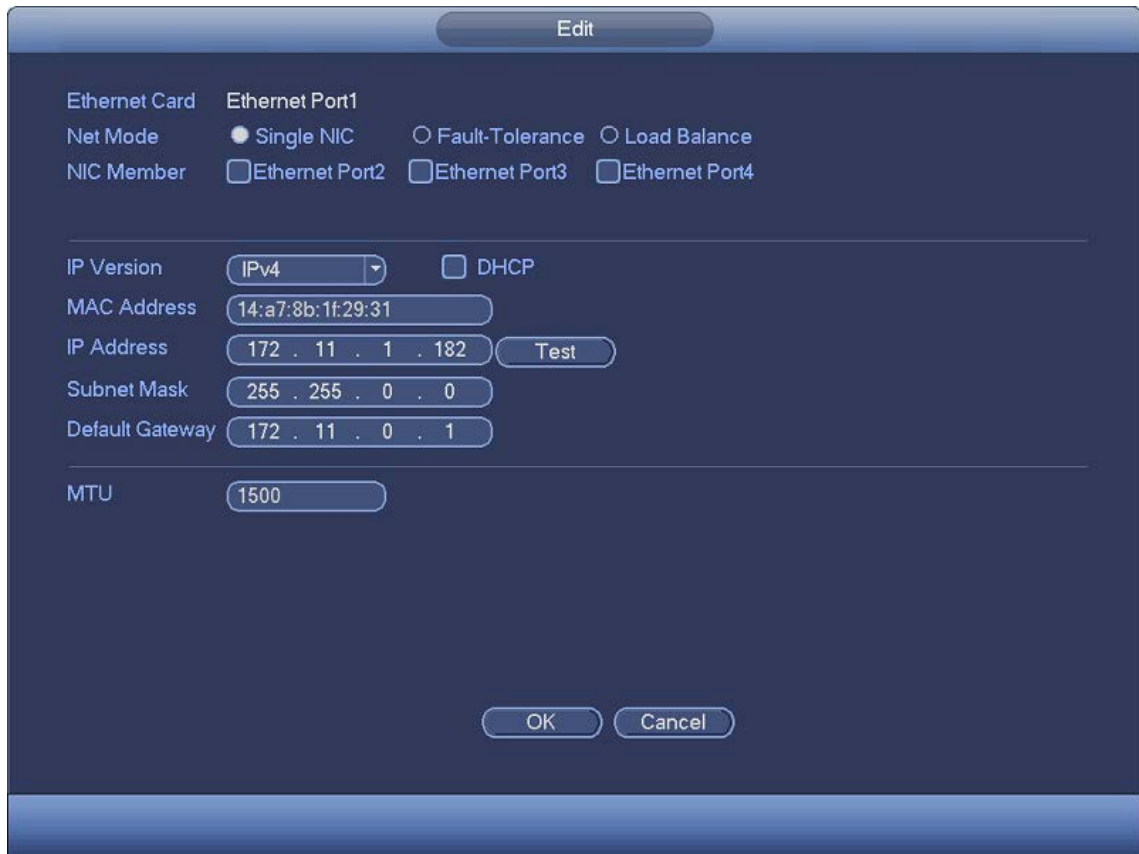 Edit
Ethernet Card Ethernet Port1
Net Mode Single NIC Fault-Tolerance Load Balance
NIC Member Ethernet Port2 Ethernet Port3 Ethernet Port4
IP Version IPv4 DHCP
MAC Address 14:a7:8b:1f:29:31
IP Address 172 . 11 . 1 . 182 Test
Subnet Mask 255 . 255 . 0 . 0
Default Gateway 172 . 11 . 0 . 1
MTU 1500
OK Cancel